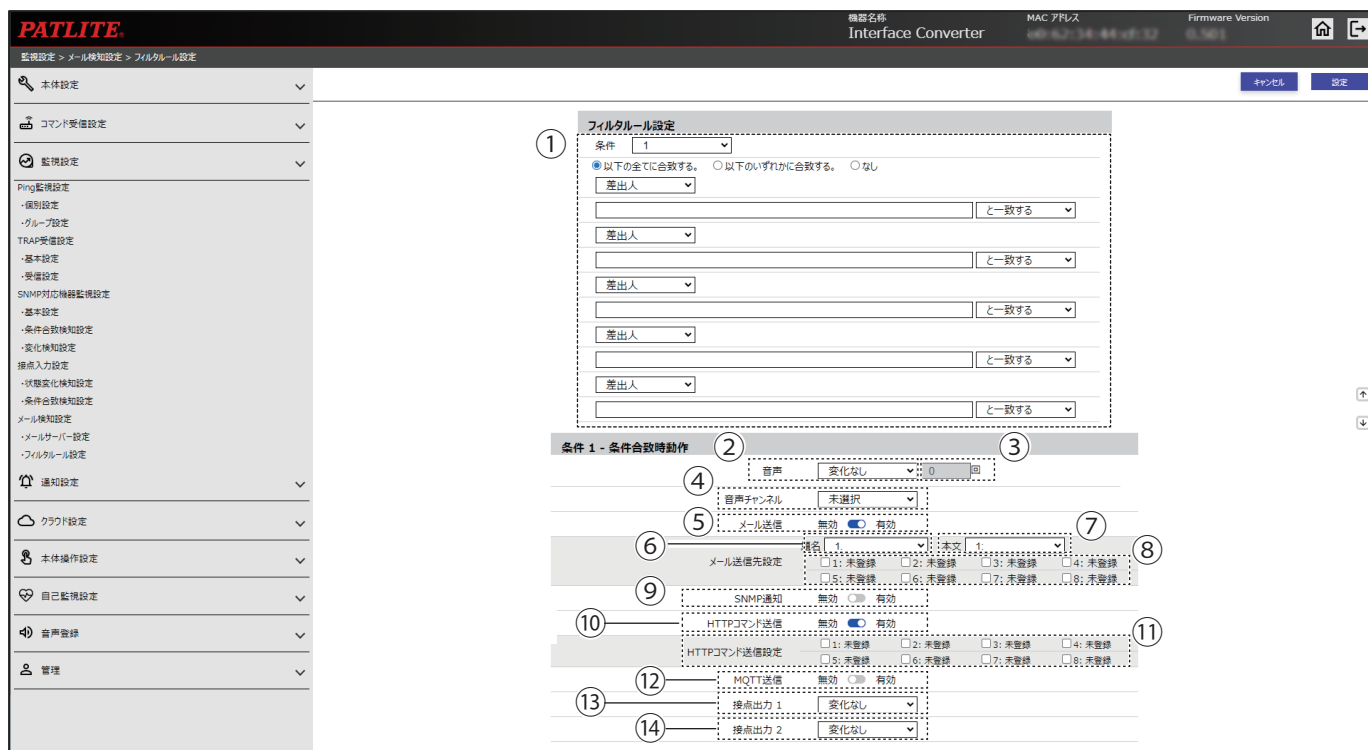 PATLITE
機器名称
Interface Converter
MAC アドレス
Firmware Version
0.501
監視設定 > メール検知設定 > フィルタルール設定
キャンセル
設定
本体設定
コマンド受信設定
監視設定
Ping監視設定
・個別設定
・グループ設定
TRAP受信設定
・基本設定
・受信設定
SNMP対応機器監視設定
・基本設定
・条件合致検知設定
・変化検知設定
接点入力設定
・状態変化検知設定
・条件合致検知設定
メール検知設定
・メールサーバー設定
・フィルタルール設定
通知設定
クラウド設定
本体操作設定
自己監視設定
音声登録
管理
フィルタルール設定
①
条件 1
以下の全てに合致する。 以下のいずれかに合致する。 なし
差出人
と一致する
差出人
と一致する
差出人
と一致する
差出人
と一致する
差出人
と一致する
条件 1 - 条件合致時動作
② ③
音声 変化なし 0 回
④
音声チャンネル 未選択
⑤
メール送信 無効 有効
⑥ ⑦
題名 1 本文 1:
⑧
メール送信先設定
1: 未登録 2: 未登録 3: 未登録 4: 未登録
5: 未登録 6: 未登録 7: 未登録 8: 未登録
⑨
SNMP通知 無効 有効
⑩
HTTPコマンド送信 無効 有効
⑪
HTTPコマンド送信設定
1: 未登録 2: 未登録 3: 未登録 4: 未登録
5: 未登録 6: 未登録 7: 未登録 8: 未登録
⑫
MQTT送信 無効 有効
⑬
接点出力 1 変化なし
⑭
接点出力 2 変化なし